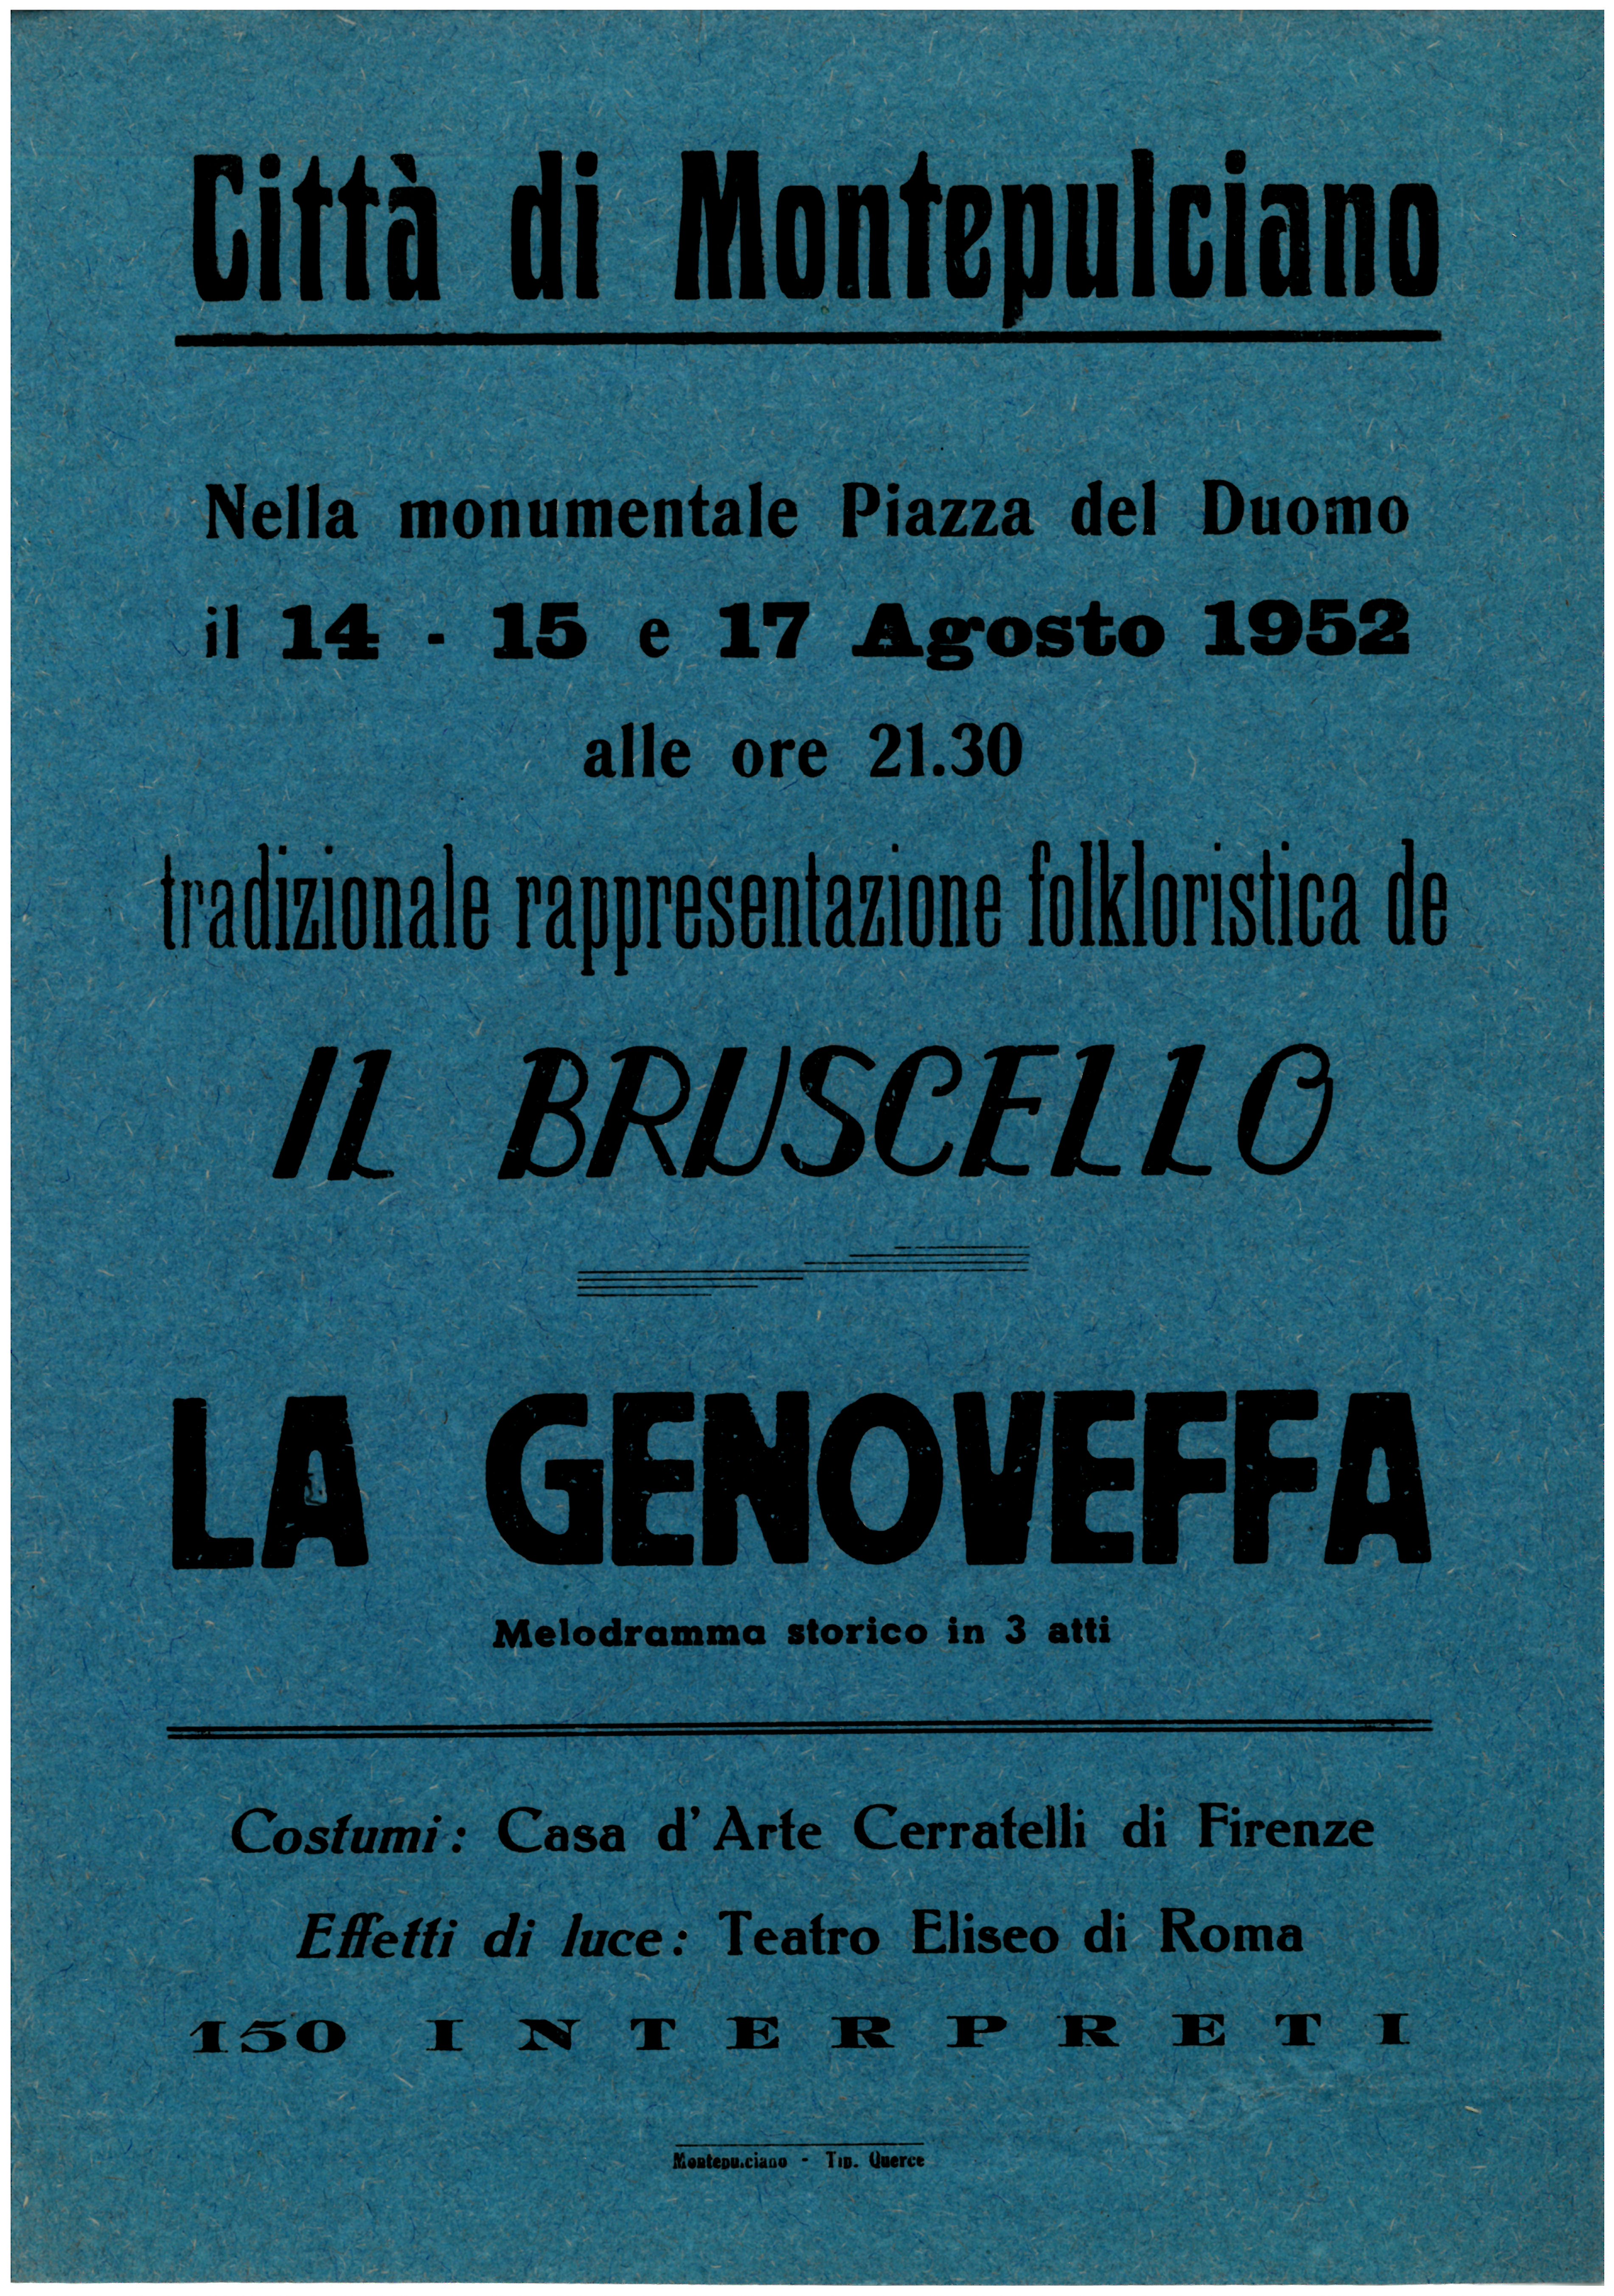 Città di Montepulciano
Nella monumentale Piazza del Duomo
il 14 - 15 e 17 Agosto 1952
alle ore 21.30
tradizionale rappresentazione folkloristica de
IL BRUSCELLO
LA GENOVEFFA
Melodramma storico in 3 atti
Costumi: Casa d'Arte Cerratelli di Firenze
Effetti di luce: Teatro Eliseo di Roma
150 INTERPRETI
Montepulciano - Tip. Querce